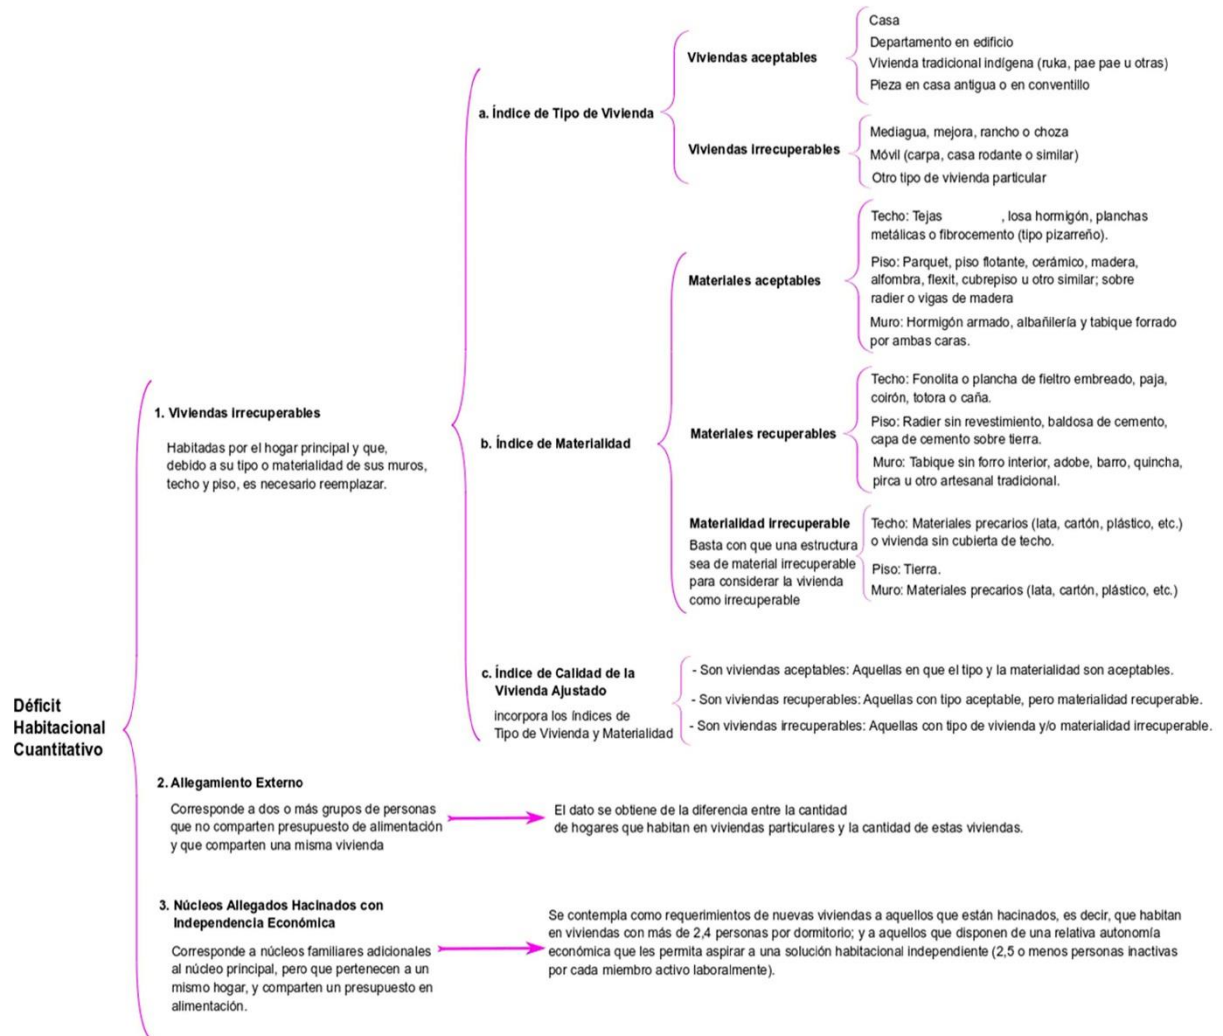 Déficit
Habitacional
Cuantitativo
1. Viviendas irrecuperables
Habitadas por el hogar principal y que,
debido a su tipo o materialidad de sus muros,
techo y piso, es necesario reemplazar.
a. Índice de Tipo de Vivienda
Viviendas aceptables
Casa
Departamento en edificio
Vivienda tradicional indígena (ruka, pae pae u otras)
Pieza en casa antigua o en conventillo
Viviendas irrecuperables
Mediagua, mejora, rancho o choza
Móvil (carpa, casa rodante o similar)
Otro tipo de vivienda particular
b. Índice de Materialidad
Materiales aceptables
Techo: Tejas , losa hormigón, planchas
metálicas o fibrocemento (tipo pizarreño).
Piso: Parquet, piso flotante, cerámico, madera,
alfombra, flexit, cubrepiso u otro similar; sobre
radier o vigas de madera
Muro: Hormigón armado, albañilería y tabique forrado
por ambas caras.
Materiales recuperables
Techo: Fonolita o plancha de fieltro embreado, paja,
coirón, totora o caña.
Piso: Radier sin revestimiento, baldosa de cemento,
capa de cemento sobre tierra.
Muro: Tabique sin forro interior, adobe, barro, quincha,
pirca u otro artesanal tradicional.
Materialidad irrecuperable
Basta con que una estructura
sea de material irrecuperable
para considerar la vivienda
como irrecuperable
Techo: Materiales precarios (lata, cartón, plástico, etc.)
o vivienda sin cubierta de techo.
Piso: Tierra.
Muro: Materiales precarios (lata, cartón, plástico, etc.)
c. Índice de Calidad de la
Vivienda Ajustado
incorpora los índices de
Tipo de Vivienda y Materialidad
- Son viviendas aceptables: Aquellas en que el tipo y la materialidad son aceptables.
- Son viviendas recuperables: Aquellas con tipo aceptable, pero materialidad recuperable.
- Son viviendas irrecuperables: Aquellas con tipo de vivienda y/o materialidad irrecuperable.
2. Allegamiento Externo
Corresponde a dos o más grupos de personas
que no comparten presupuesto de alimentación
y que comparten una misma vivienda
El dato se obtiene de la diferencia entre la cantidad
de hogares que habitan en viviendas particulares y la cantidad de estas viviendas.
3. Núcleos Allegados Hacinados con
Independencia Económica
Corresponde a núcleos familiares adicionales
al núcleo principal, pero que pertenecen a un
mismo hogar, y comparten un presupuesto en
alimentación.
Se contempla como requerimientos de nuevas viviendas a aquellos que están hacinados, es decir, que habitan
en viviendas con más de 2,4 personas por dormitorio; y a aquellos que disponen de una relativa autonomía
económica que les permita aspirar a una solución habitacional independiente (2,5 o menos personas inactivas
por cada miembro activo laboralmente).